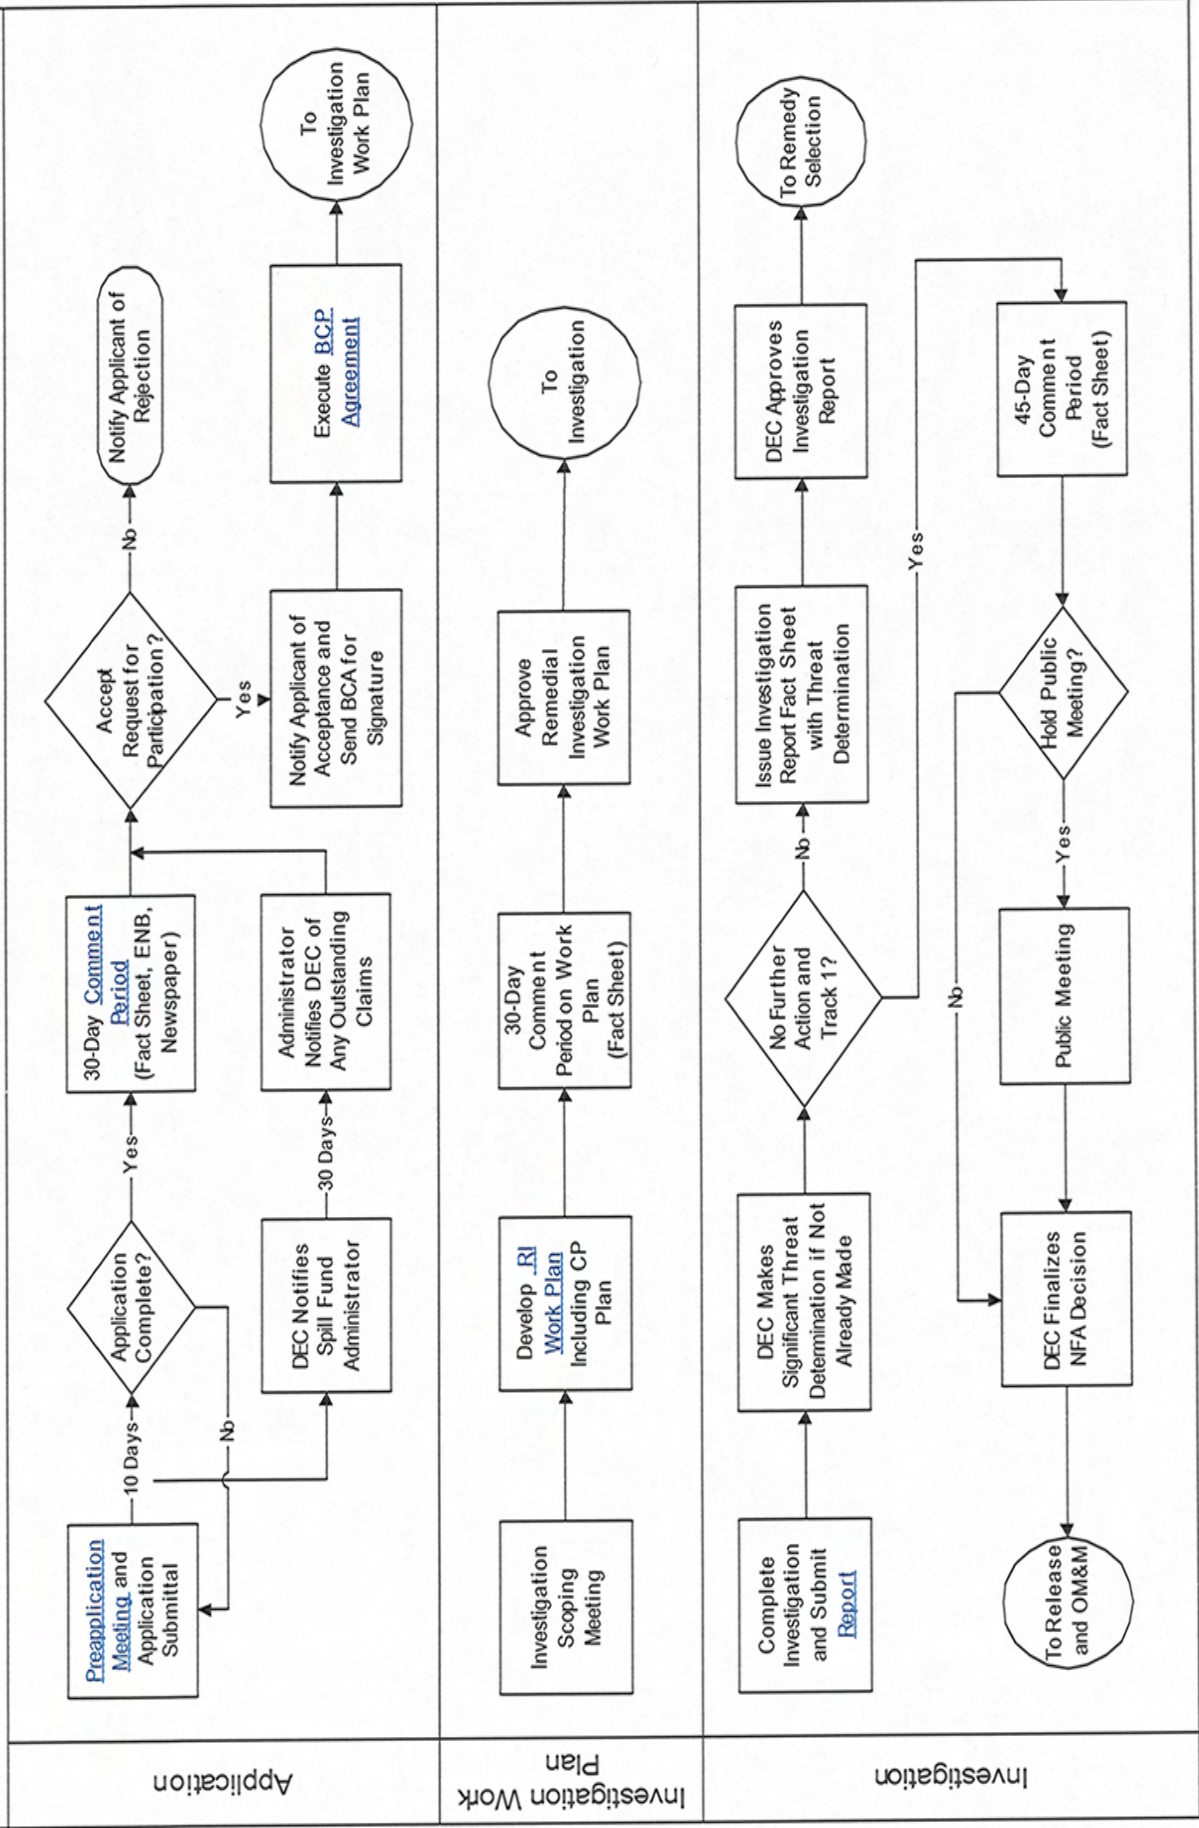 Application
Preapplication
Meeting and
Application
Submittal
10 Days
Application
Complete?
Yes
No
30-Day Comment
Period
(Fact Sheet, ENB,
Newspaper)
Accept
Request for
Participation?
No
Notify Applicant of
Rejection
Yes
DEC Notifies
Spill Fund
Administrator
30 Days
Administrator
Notifies DEC of
Any Outstanding
Claims
Notify Applicant of
Acceptance and
Send BCA for
Signature
Execute BCP
Agreement
To
Investigation
Work Plan
Investigation Work
Plan
Investigation
Scoping
Meeting
Develop RI
Work Plan
Including CP
Plan
30-Day
Comment
Period on Work
Plan
(Fact Sheet)
Approve
Remedial
Investigation
Work Plan
To
Investigation
Investigation
Complete
Investigation
and Submit
Report
DEC Makes
Significant Threat
Determination if Not
Already Made
No Further
Action and
Track 1?
No
Issue Investigation
Report Fact Sheet
with Threat
Determination
DEC Approves
Investigation
Report
To Remedy
Selection
Yes
45-Day
Comment
Period
(Fact Sheet)
Hold Public
Meeting?
Yes
No
Public Meeting
DEC Finalizes
NFA Decision
To Release
and OM&M